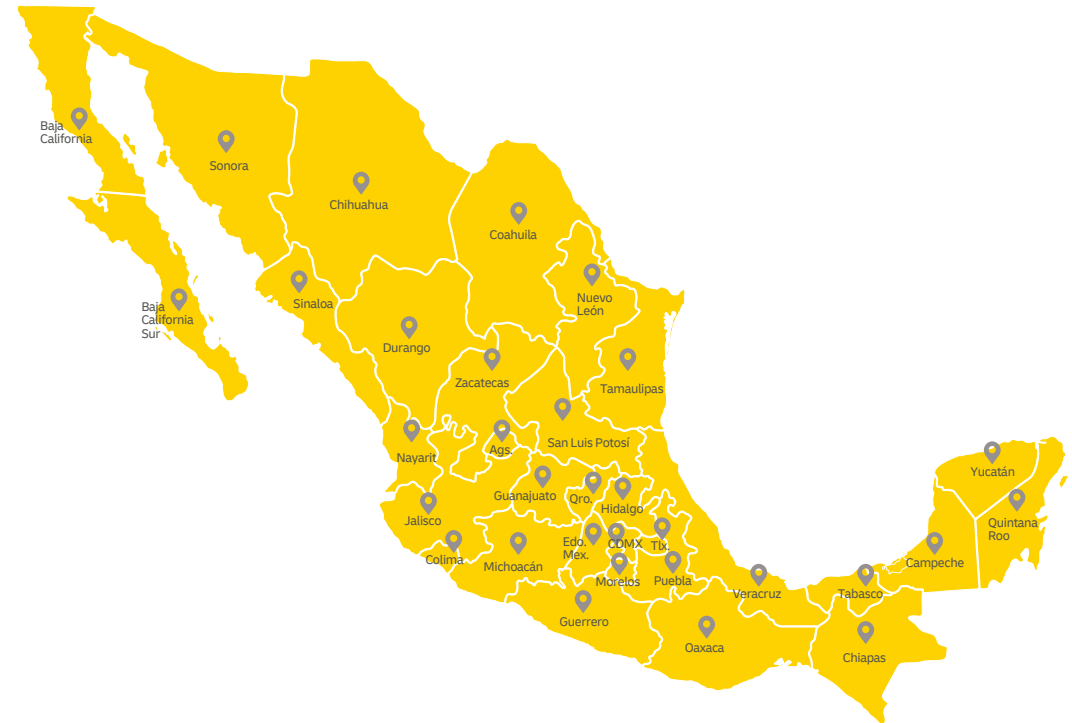 Baja
California
Sonora
Chihuahua
Coahuila
Baja
California
Sur
Sinaloa
Nuevo
León
Durango
Zacatecas
Tamaulipas
San Luis Potosí
Ags.
Nayarit
Yucatán
Guanajuato
Qro.
Hidalgo
Jalisco
Quintana
Roo
Edo.
Mex.
CDMX
Tlx.
Colima
Michoacán
Campeche
Morelos
Puebla
Veracruz
Tabasco
Guerrero
Oaxaca
Chiapas